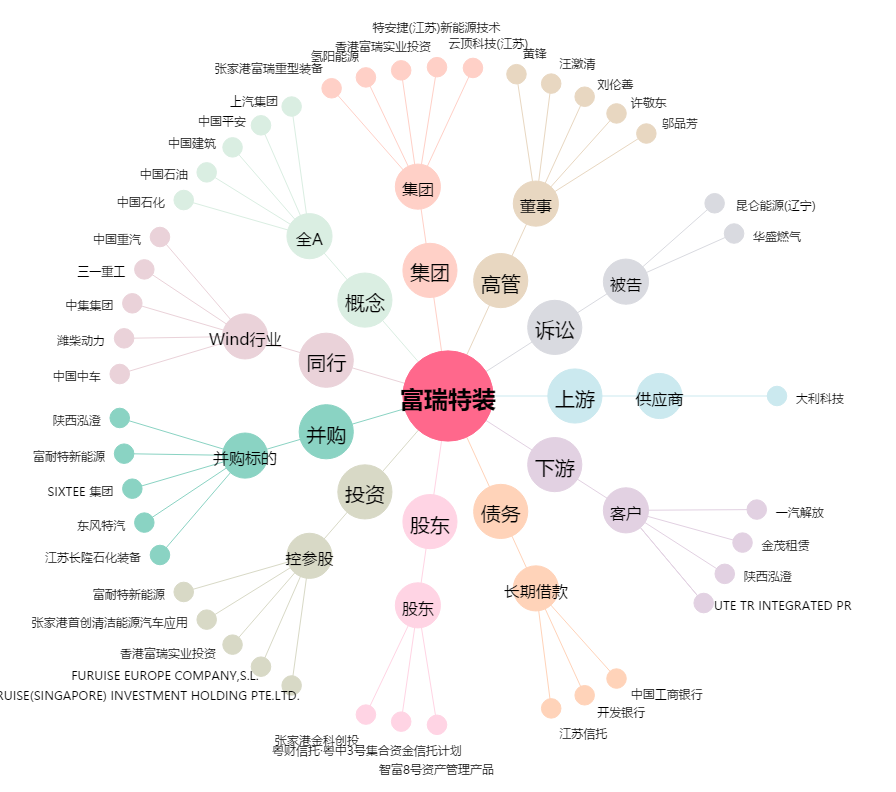 特安捷(江苏)新能源技术
香港富瑞实业投资
云顶科技(江苏)
氢阳能源
黄锋
张家港富瑞重型装备
汪激清
上汽集团
刘伦善
中国平安
许敬东
中国建筑
邬品芳
中国石油
集团
中国石化
董事
昆仑能源(辽宁)
中国重汽
全A
华盛燃气
三一重工
集团
高管
被告
中集集团
概念
诉讼
潍柴动力
Wind行业
同行
中国中车
富瑞特装
上游
供应商
大利科技
陕西泓澄
并购
富耐特新能源
并购标的
下游
SIXTEE 集团
投资
客户
一汽解放
东风特汽
股东
债务
金茂租赁
江苏长隆石化装备
控参股
陕西泓澄
富耐特新能源
长期借款
UTE TR INTEGRATED PR
张家港首创清洁能源汽车应用
股东
香港富瑞实业投资
FURUISE EUROPE COMPANY,S.L.
RUISE(SINGAPORE) INVESTMENT HOLDING PTE.LTD.
中国工商银行
开发银行
江苏信托
张家港金科创投
粤财信托·粤中3号集合资金信托计划
智富8号资产管理产品